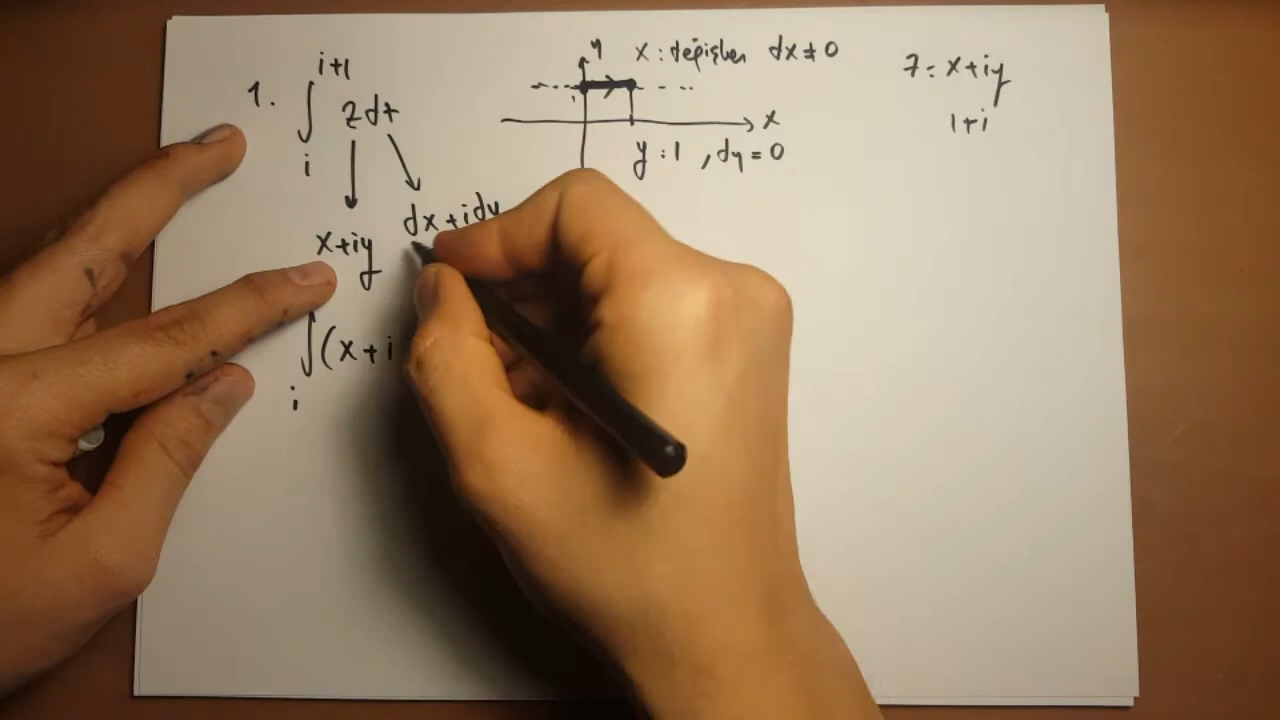 1. ∫ i i+1 z dz
y x : değişken dx ≠ 0
x
y : 1 , dy = 0
z = x+iy
1+i
x+iy dx+idy
∫ i (x+i